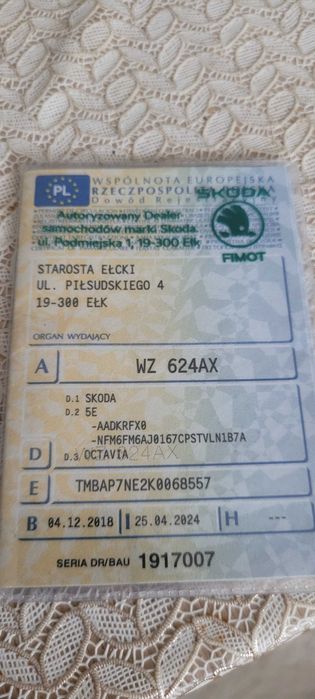 PL WSPÓLNOTA EUROPEJSKA
RZECZPOSPOL
SKODA
Autoryzowany Dealer
samochodów marki Skoda
ul. Podmiejska 1, 19-300 Ełk
FIMOT
STAROSTA EŁCKI
UL. PIŁSUDSKIEGO 4
19-300 EŁK
ORGAN WYDAJĄCY
A WZ 624AX
D.1 SKODA
D.2 5E
-AADKRFX0
-NFM6FM6AJ0167CPSTVLN1B7A
D D.3 OCTAVIA
E TMBAP7NE2K0068557
B 04.12.2018 I 25.04.2024 H ---
SERIA DR/BAU 1917007